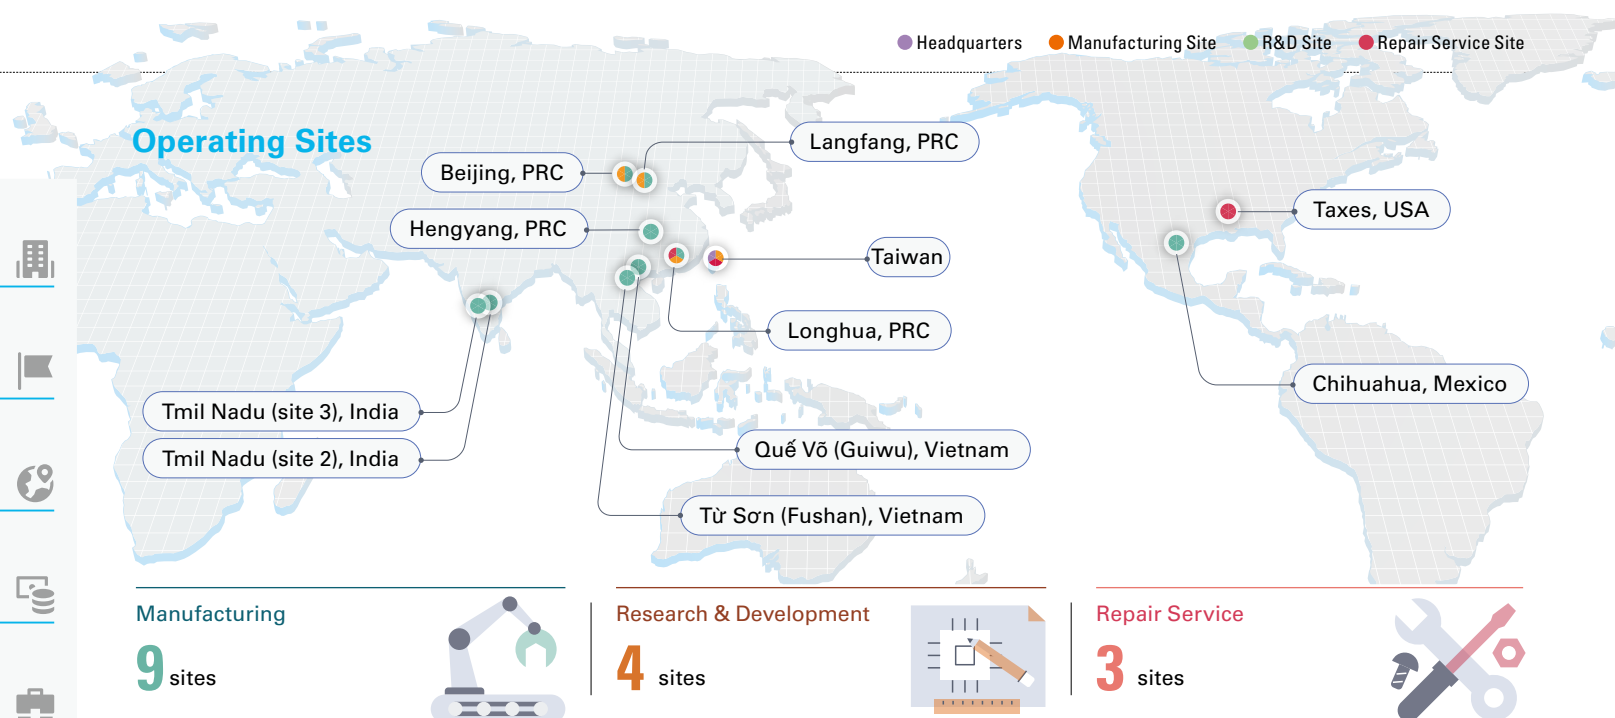 Headquarters
Manufacturing Site
R&D Site
Repair Service Site
Operating Sites
Langfang, PRC
Beijing, PRC
Taxes, USA
Hengyang, PRC
Taiwan
Longhua, PRC
Chihuahua, Mexico
Tmil Nadu (site 3), India
Quế Võ (Guiwu), Vietnam
Tmil Nadu (site 2), India
Từ Sơn (Fushan), Vietnam
Manufacturing
9 sites
Research & Development
4 sites
Repair Service
3 sites